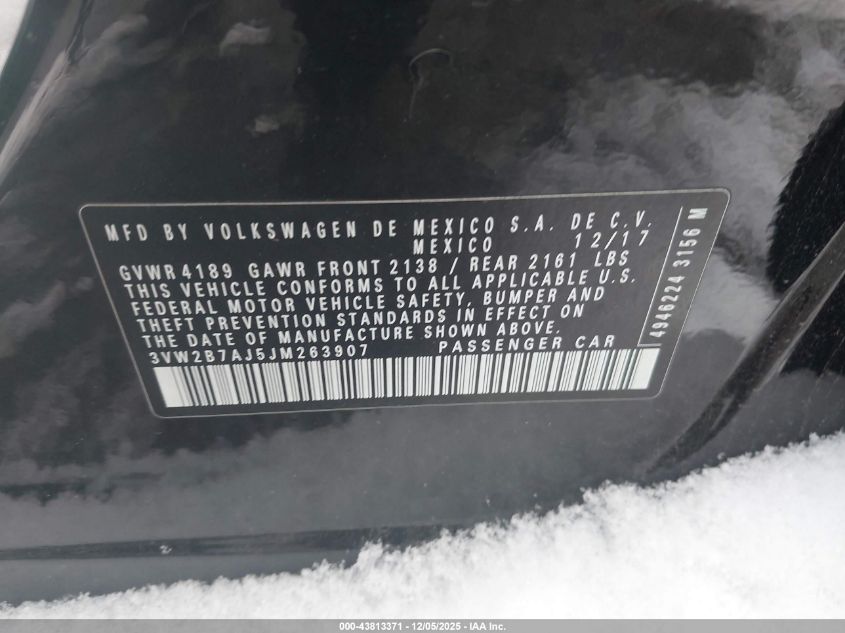 MFD BY VOLKSWAGEN DE MEXICO S.A. DE C.V.
MEXICO 12/17
GVWR 4189 GAWR FRONT 2138 / REAR 2161 LBS
THIS VEHICLE CONFORMS TO ALL APPLICABLE U.S.
FEDERAL MOTOR VEHICLE SAFETY, BUMPER AND
THEFT PREVENTION STANDARDS IN EFFECT ON
THE DATE OF MANUFACTURE SHOWN ABOVE.
3VW2B7AJ5JM263907 PASSENGER CAR
4946224 3156 M
000-43813371 - 12/05/2025 - IAA Inc.